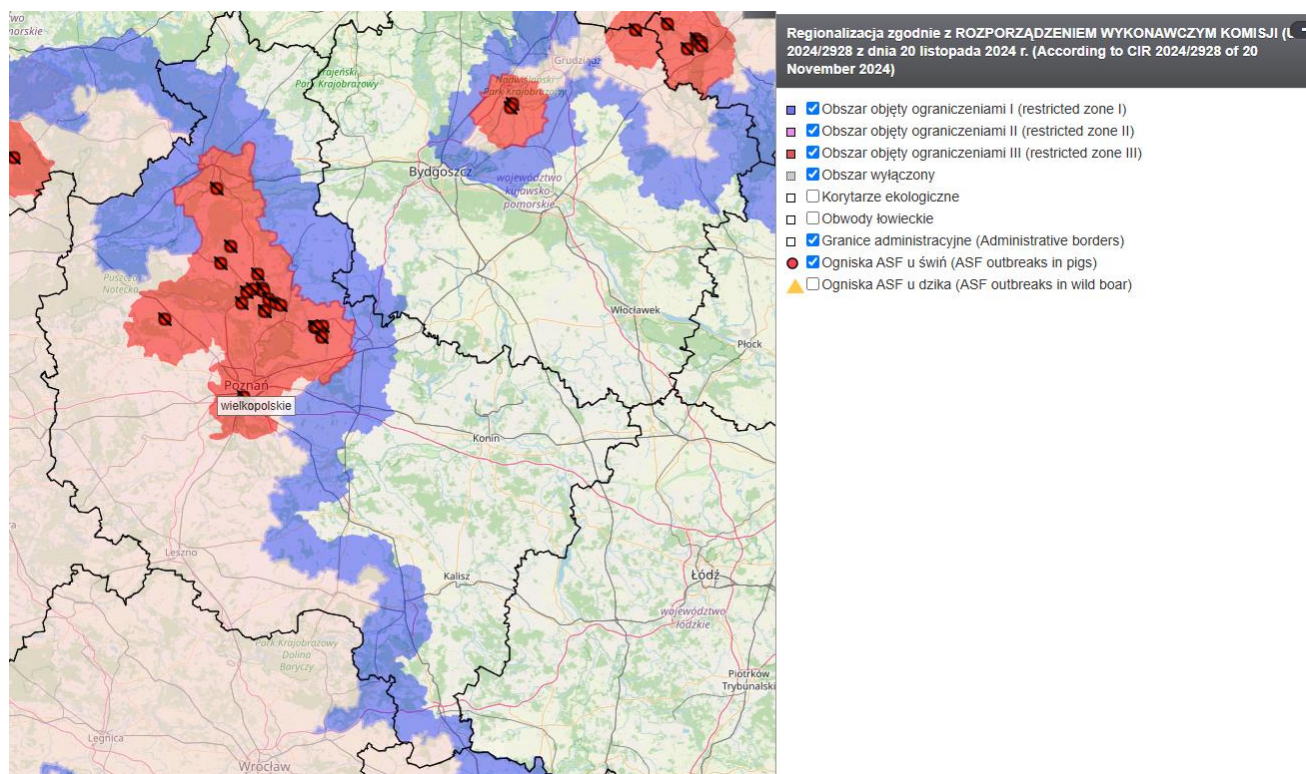 wo
orskie
two
morskie
Krajeński
Park Krajobrazowy
Grudziądz
Nadwiślański
Park Krajobrazowy
Bydgoszcz
województwo
kujawsko-
pomorskie
Puszcza
Notecka
Włocławek
Płock
Poznań
wielkopolskie
Konin
Leszno
Kalisz
Łódź
województwo
łódzkie
Park Krajobrazowy
Dolina
Baryczy
Piotrków
Trybunalski
Legnica
Wrocław
Regionalizacja zgodnie z ROZPORZĄDZENIEM WYKONAWCZYM KOMISJI (U
2024/2928 z dnia 20 listopada 2024 r. (According to CIR 2024/2928 of 20
November 2024)
Obszar objęty ograniczeniami I (restricted zone I)
Obszar objęty ograniczeniami II (restricted zone II)
Obszar objęty ograniczeniami III (restricted zone III)
Obszar wyłączony
Korytarze ekologiczne
Obwody łowieckie
Granice administracyjne (Administrative borders)
Ogniska ASF u świń (ASF outbreaks in pigs)
Ogniska ASF u dzika (ASF outbreaks in wild boar)